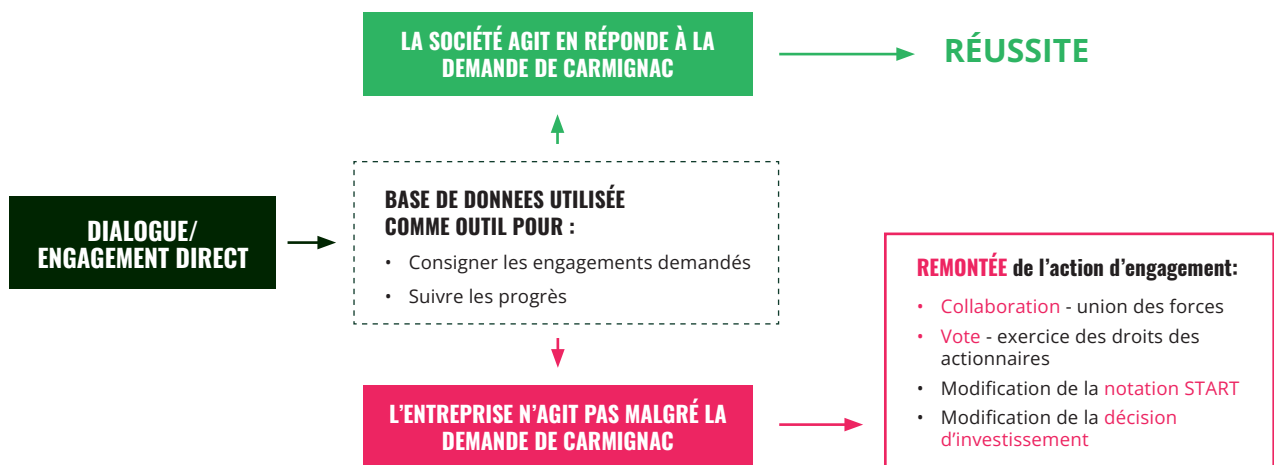 LA SOCIÉTÉ AGIT EN RÉPONDE À LA
DEMANDE DE CARMIGNAC
RÉUSSITE
DIALOGUE/
ENGAGEMENT DIRECT
BASE DE DONNEES UTILISÉE
COMME OUTIL POUR :
• Consigner les engagements demandés
• Suivre les progrès
L’ENTREPRISE N’AGIT PAS MALGRÉ LA
DEMANDE DE CARMIGNAC
REMONTÉE de l’action d’engagement:
• Collaboration - union des forces
• Vote - exercice des droits des
actionnaires
• Modification de la notation START
• Modification de la décision
d’investissement